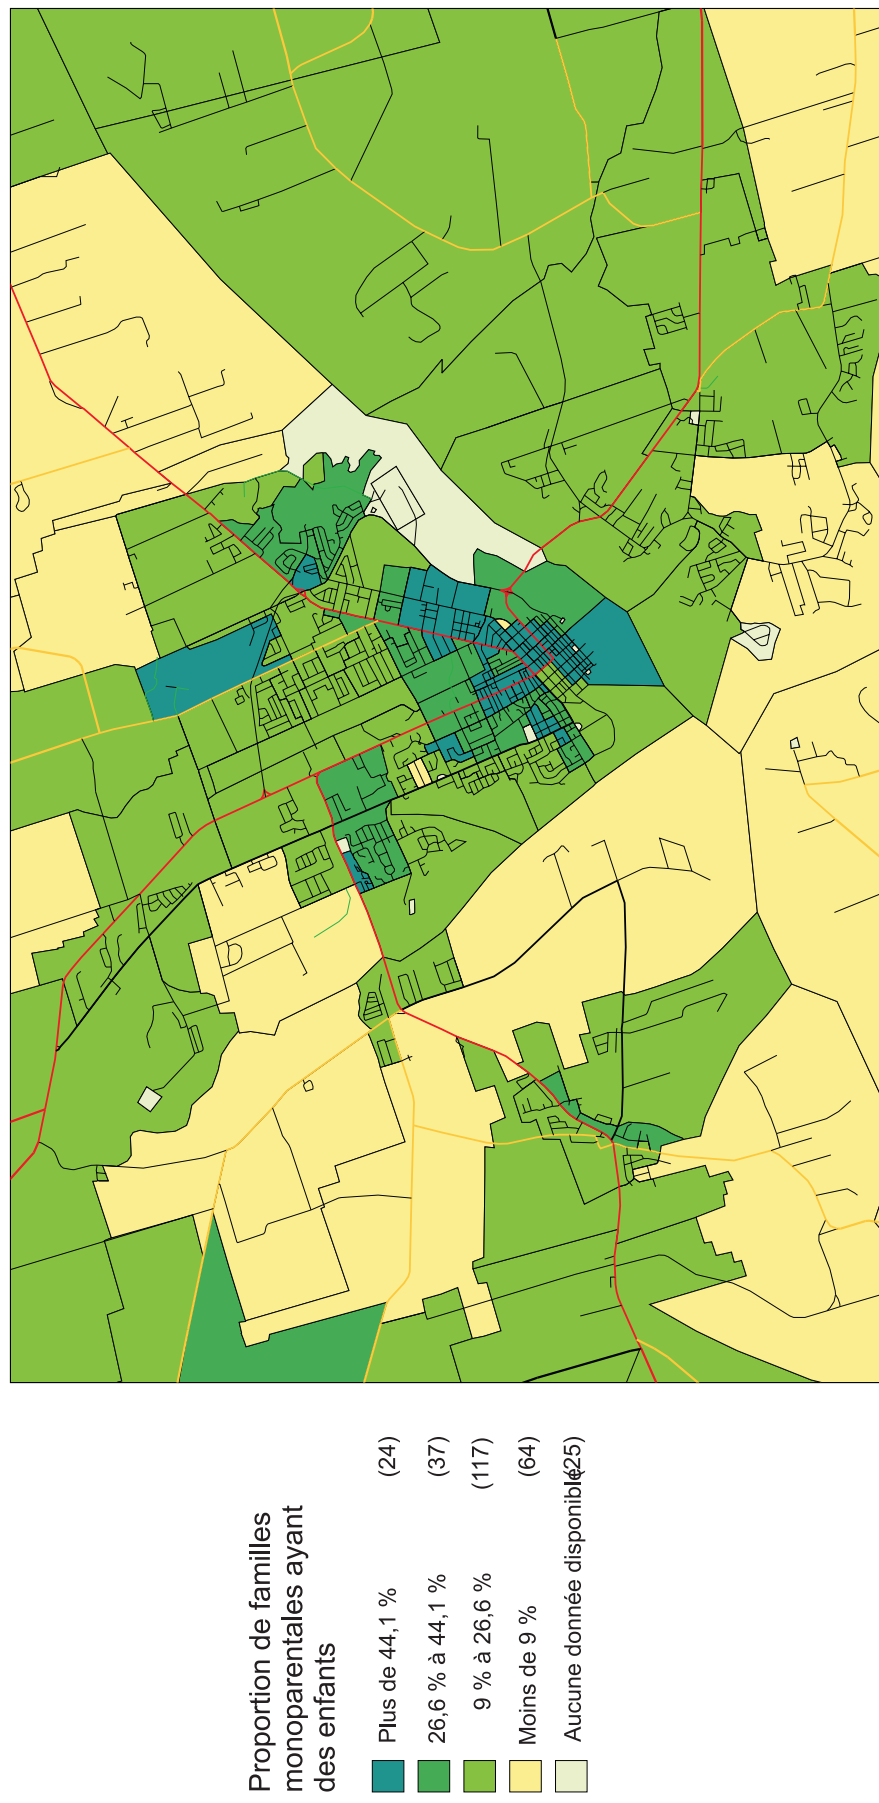 Proportion de familles
monoparentales ayant
des enfants
Plus de 44,1 % (24)
26,6 % à 44,1 % (37)
9 % à 26,6 % (117)
Moins de 9 % (64)
Aucune donnée disponible (25)